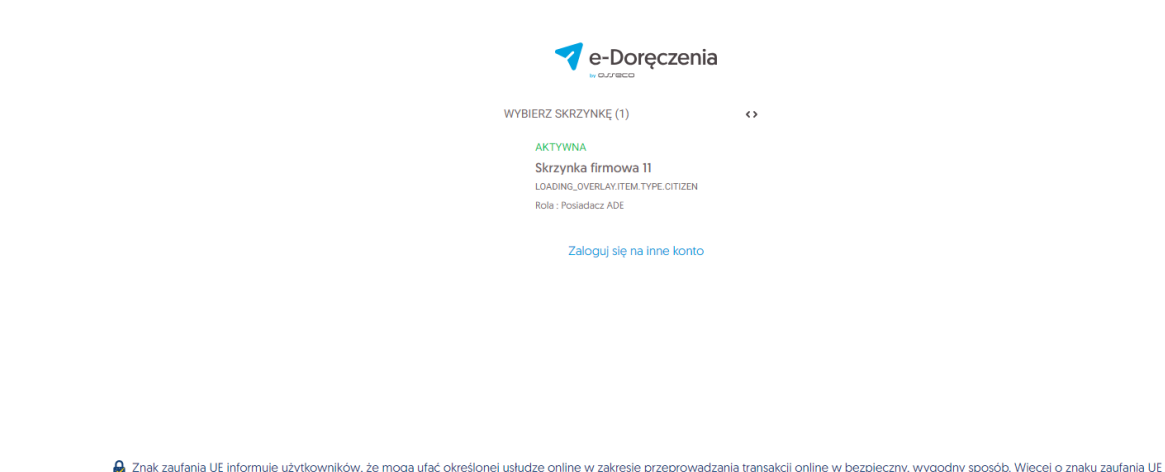 e-Doręczenia
by asseco
WYBIERZ SKRZYNKĘ (1)
AKTYWNA
Skrzynka firmowa 11
LOADING_OVERLAY.ITEM.TYPE.CITIZEN
Rola : Posiadacz ADE
Zaloguj się na inne konto
Znak zaufania UE informuje użytkowników, że mogą ufać określonej usłudze online w zakresie przeprowadzania transakcji online w bezpieczny, wygodny sposób. Więcej o znaku zaufania UE